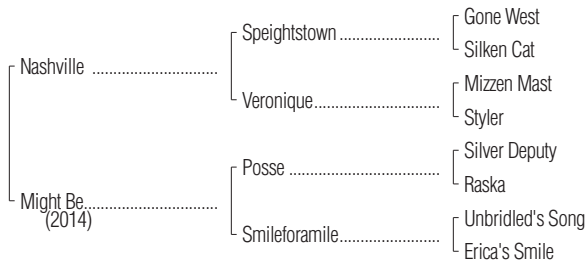 Gone West
Speightstown
Silken Cat
Nashville
Mizzen Mast
Veronique
Styler
Silver Deputy
Posse
Raska
Might Be
(2014)
Unbridled's Song
Smileforamile
Erica's Smile